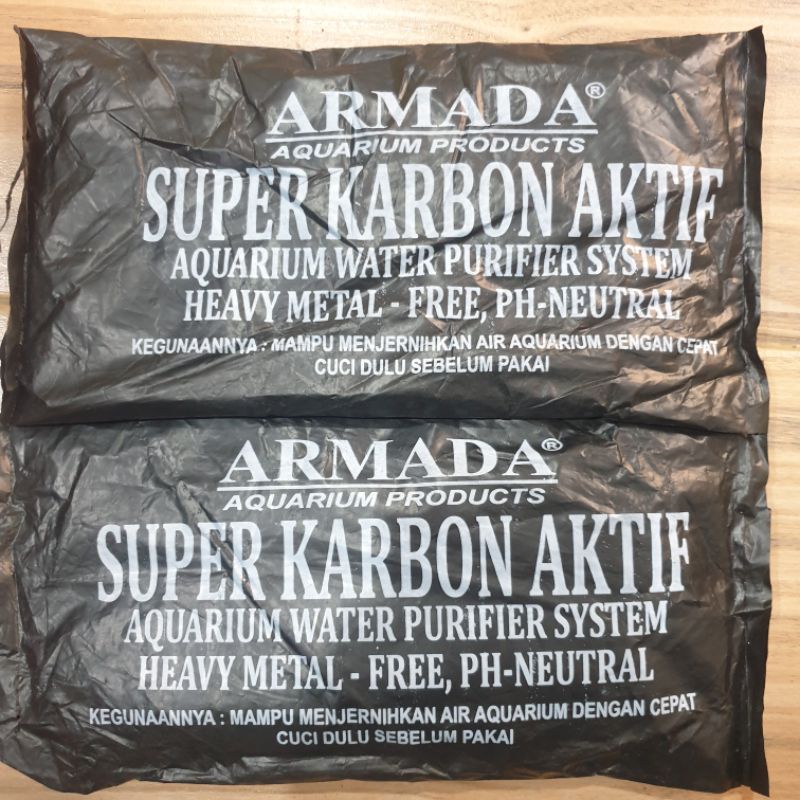 ARMADA®
AQUARIUM PRODUCTS
SUPER KARBON AKTIF
AQUARIUM WATER PURIFIER SYSTEM
HEAVY METAL - FREE, PH-NEUTRAL
KEGUNAANNYA : MAMPU MENJERNIHKAN AIR AQUARIUM DENGAN CEPAT
CUCI DULU SEBELUM PAKAI
ARMADA®
AQUARIUM PRODUCTS
SUPER KARBON AKTIF
AQUARIUM WATER PURIFIER SYSTEM
HEAVY METAL - FREE, PH-NEUTRAL
KEGUNAANNYA : MAMPU MENJERNIHKAN AIR AQUARIUM DENGAN CEPAT
CUCI DULU SEBELUM PAKAI